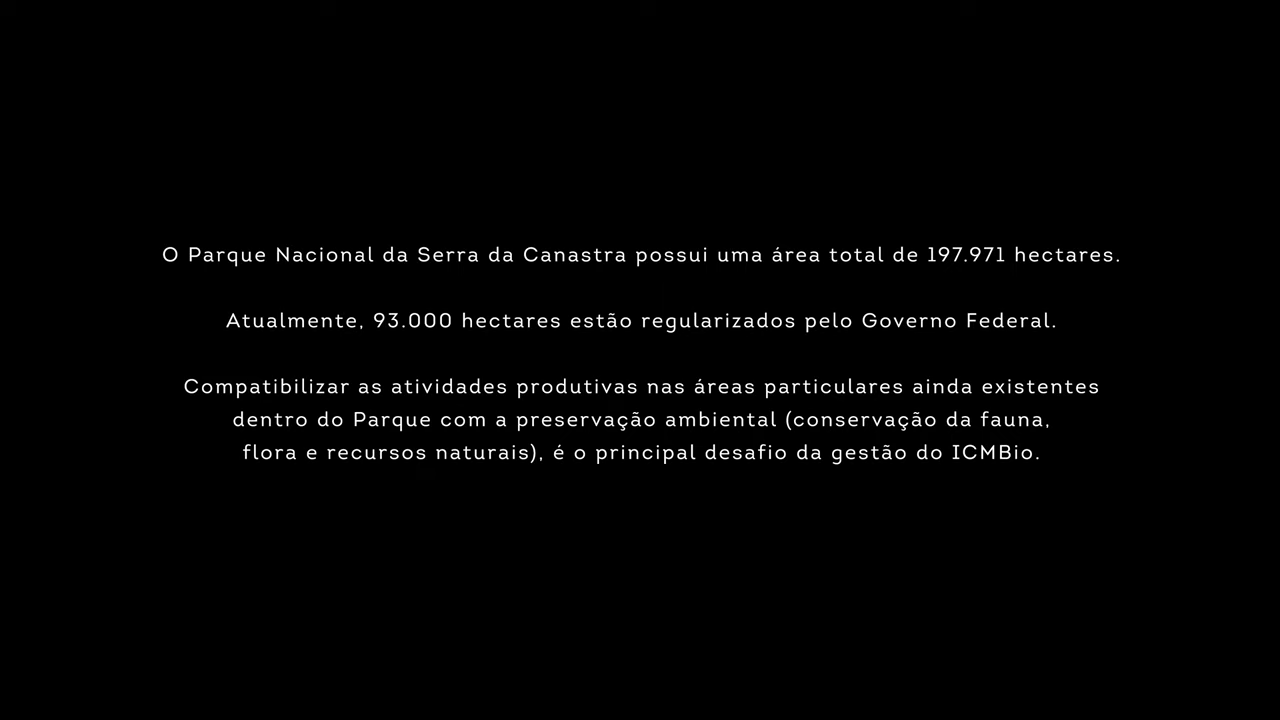 O Parque Nacional da Serra da Canastra possui uma área total de 197.971 hectares.
Atualmente, 93.000 hectares estão regularizados pelo Governo Federal.
Compatibilizar as atividades produtivas nas áreas particulares ainda existentes
dentro do Parque com a preservação ambiental (conservação da fauna,
flora e recursos naturais), é o principal desafio da gestão do ICMBio.